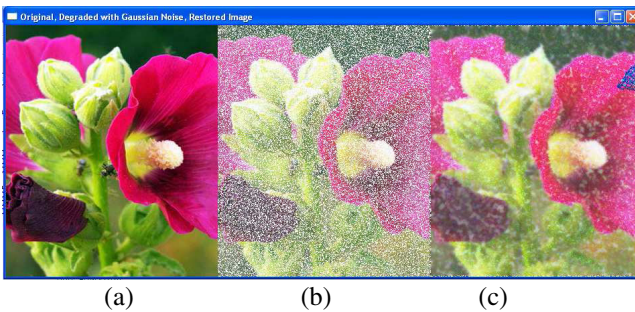 Original, Degraded with Gaussian Noise, Restored Image
(a) (b) (c)